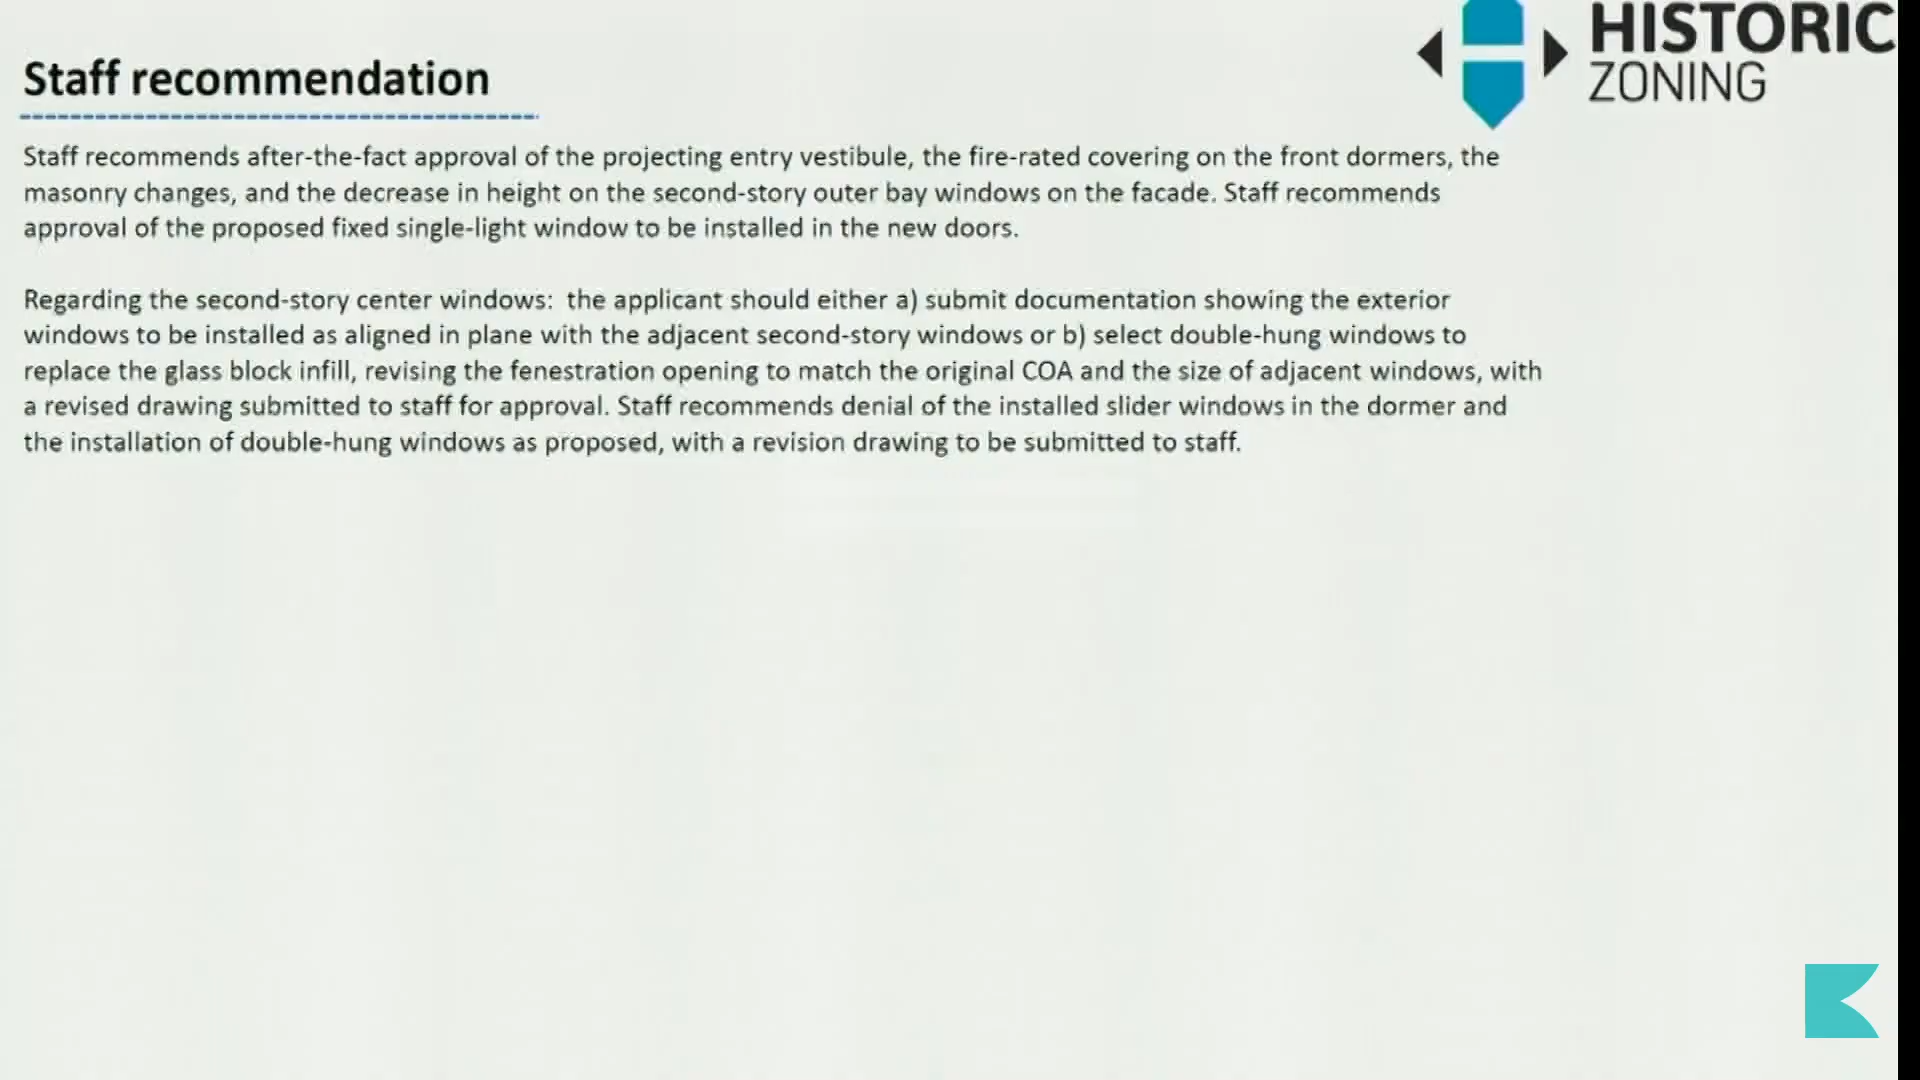 HISTORIC
ZONING
Staff recommendation
Staff recommends after-the-fact approval of the projecting entry vestibule, the fire-rated covering on the front dormers, the
masonry changes, and the decrease in height on the second-story outer bay windows on the facade. Staff recommends
approval of the proposed fixed single-light window to be installed in the new doors.
Regarding the second-story center windows:  the applicant should either a) submit documentation showing the exterior
windows to be installed as aligned in plane with the adjacent second-story windows or b) select double-hung windows to
replace the glass block infill, revising the fenestration opening to match the original COA and the size of adjacent windows, with
a revised drawing submitted to staff for approval. Staff recommends denial of the installed slider windows in the dormer and
the installation of double-hung windows as proposed, with a revision drawing to be submitted to staff.